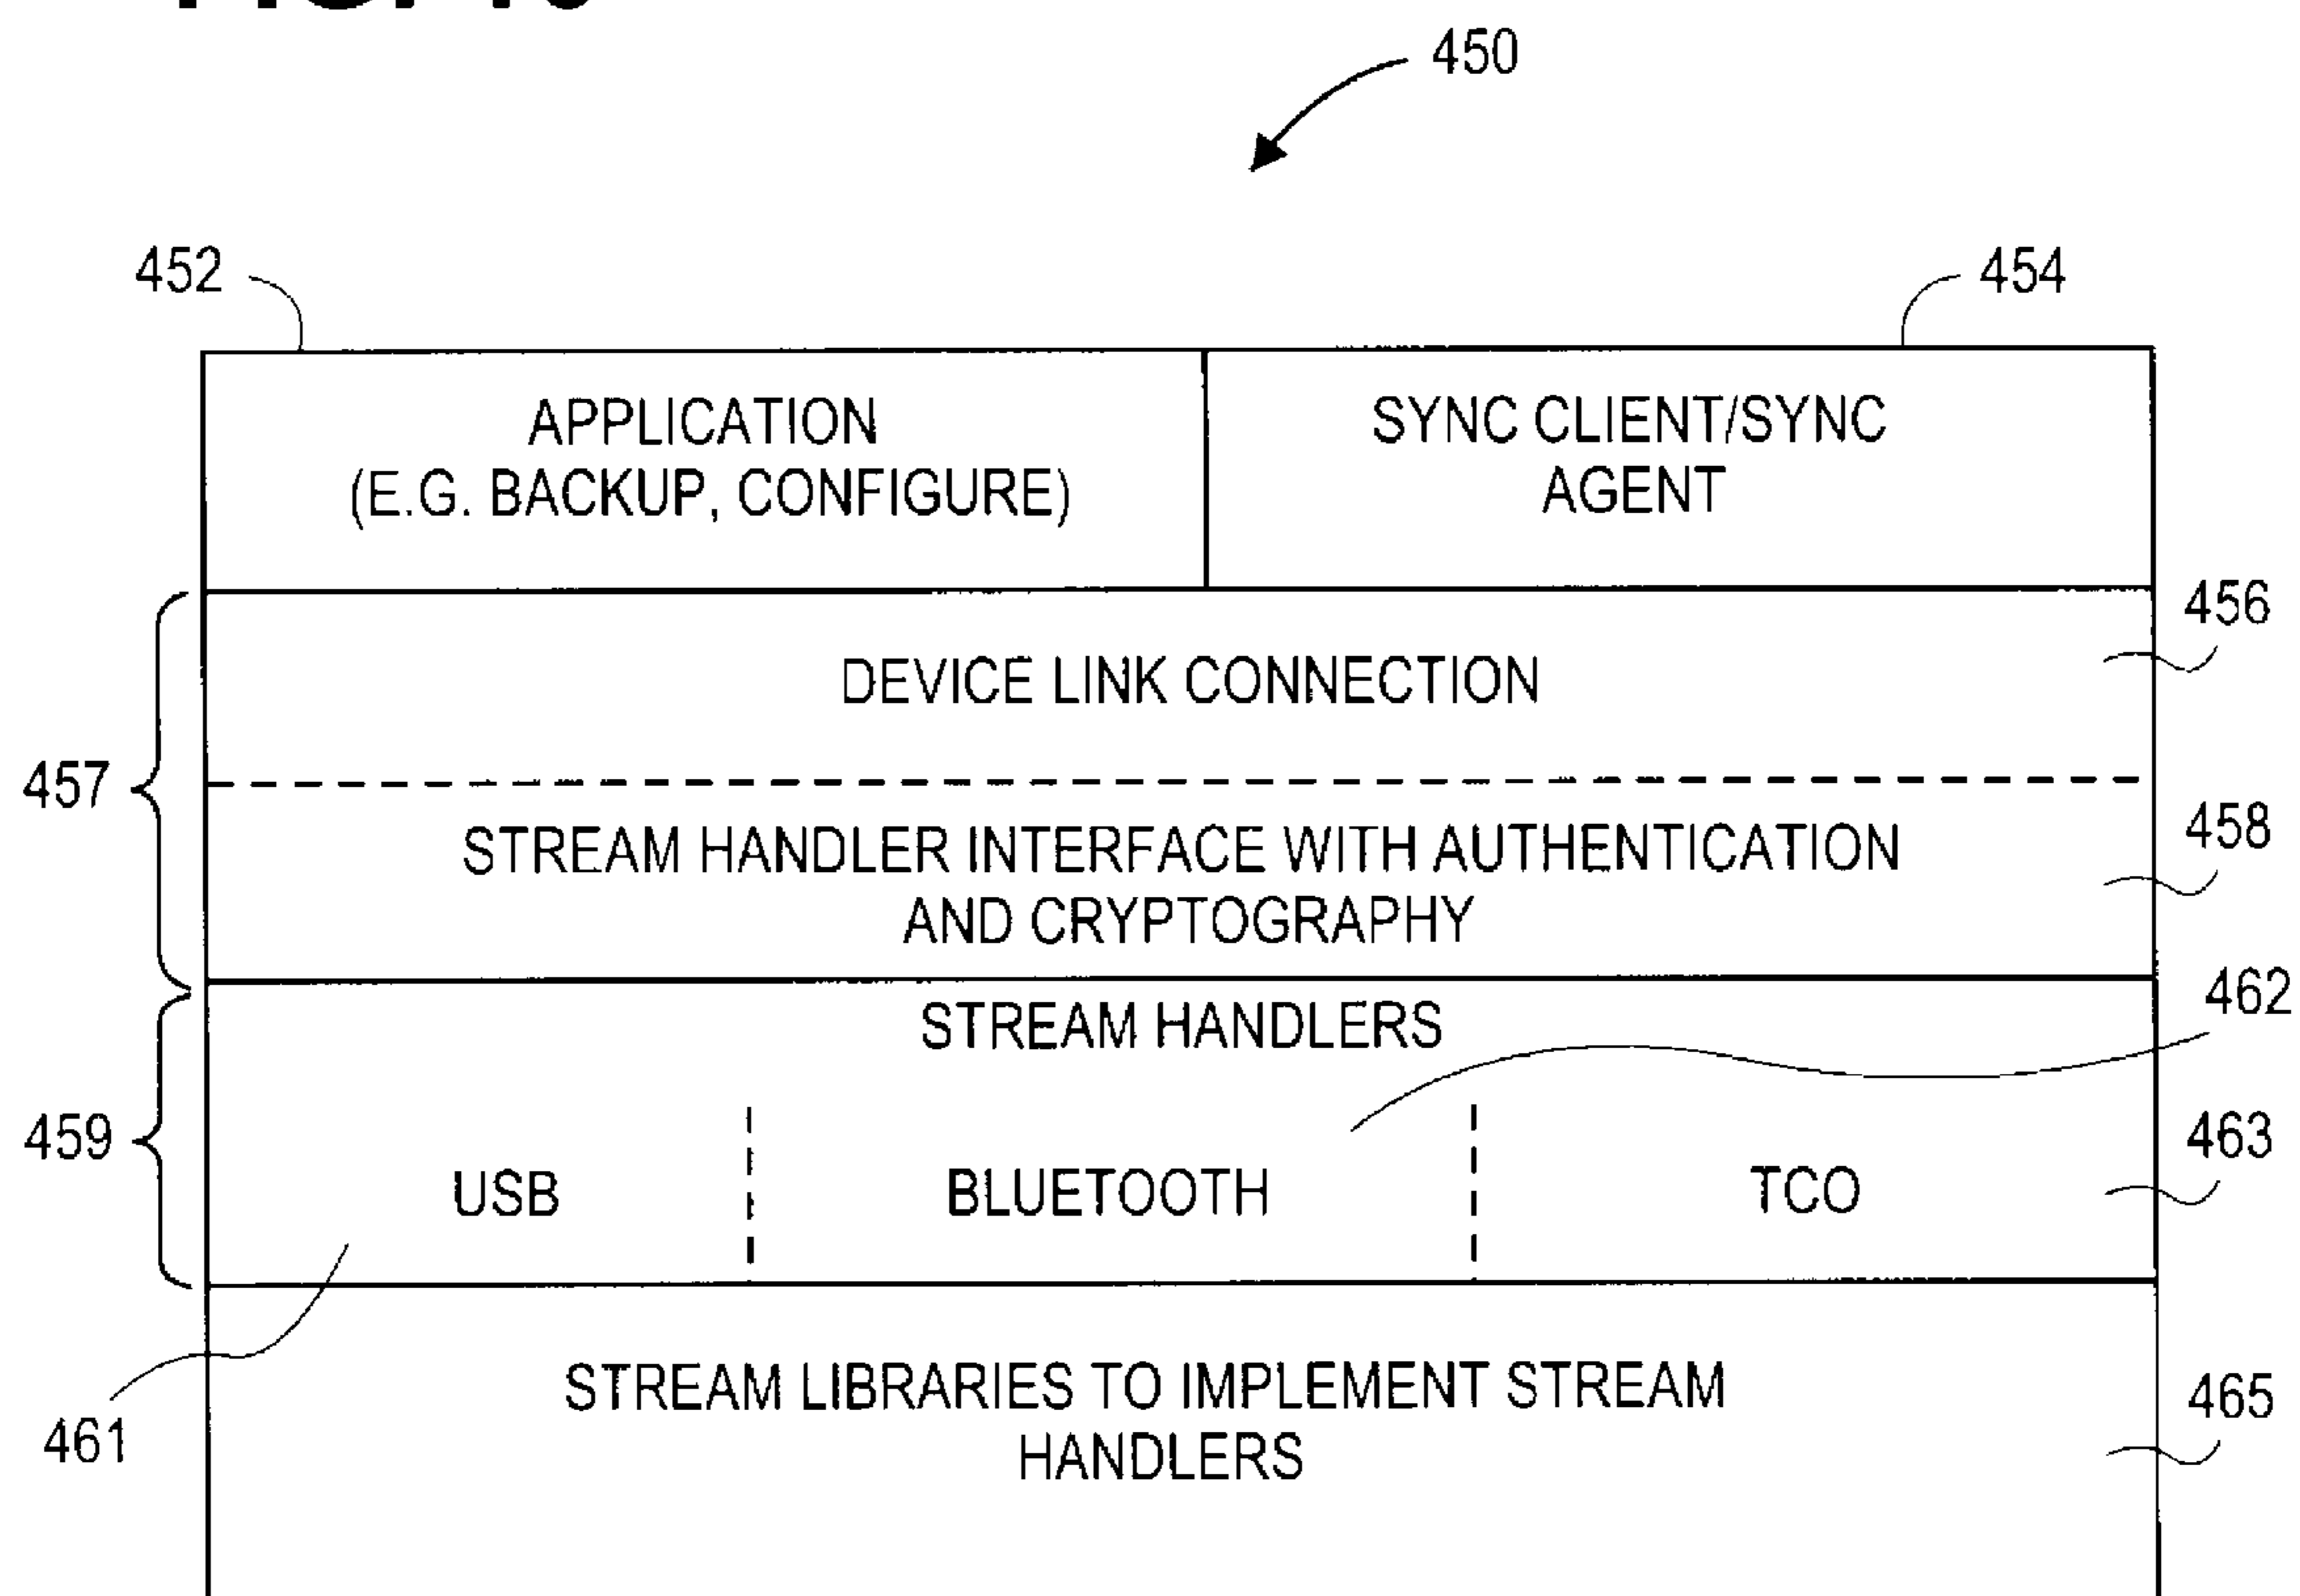 450
452
454
APPLICATION
(E.G. BACKUP, CONFIGURE)
SYNC CLIENT/SYNC
AGENT
456
DEVICE LINK CONNECTION
457
458
STREAM HANDLER INTERFACE WITH AUTHENTICATION
AND CRYPTOGRAPHY
462
STREAM HANDLERS
459
463
USB
BLUETOOTH
TCO
STREAM LIBRARIES TO IMPLEMENT STREAM
HANDLERS
465
461